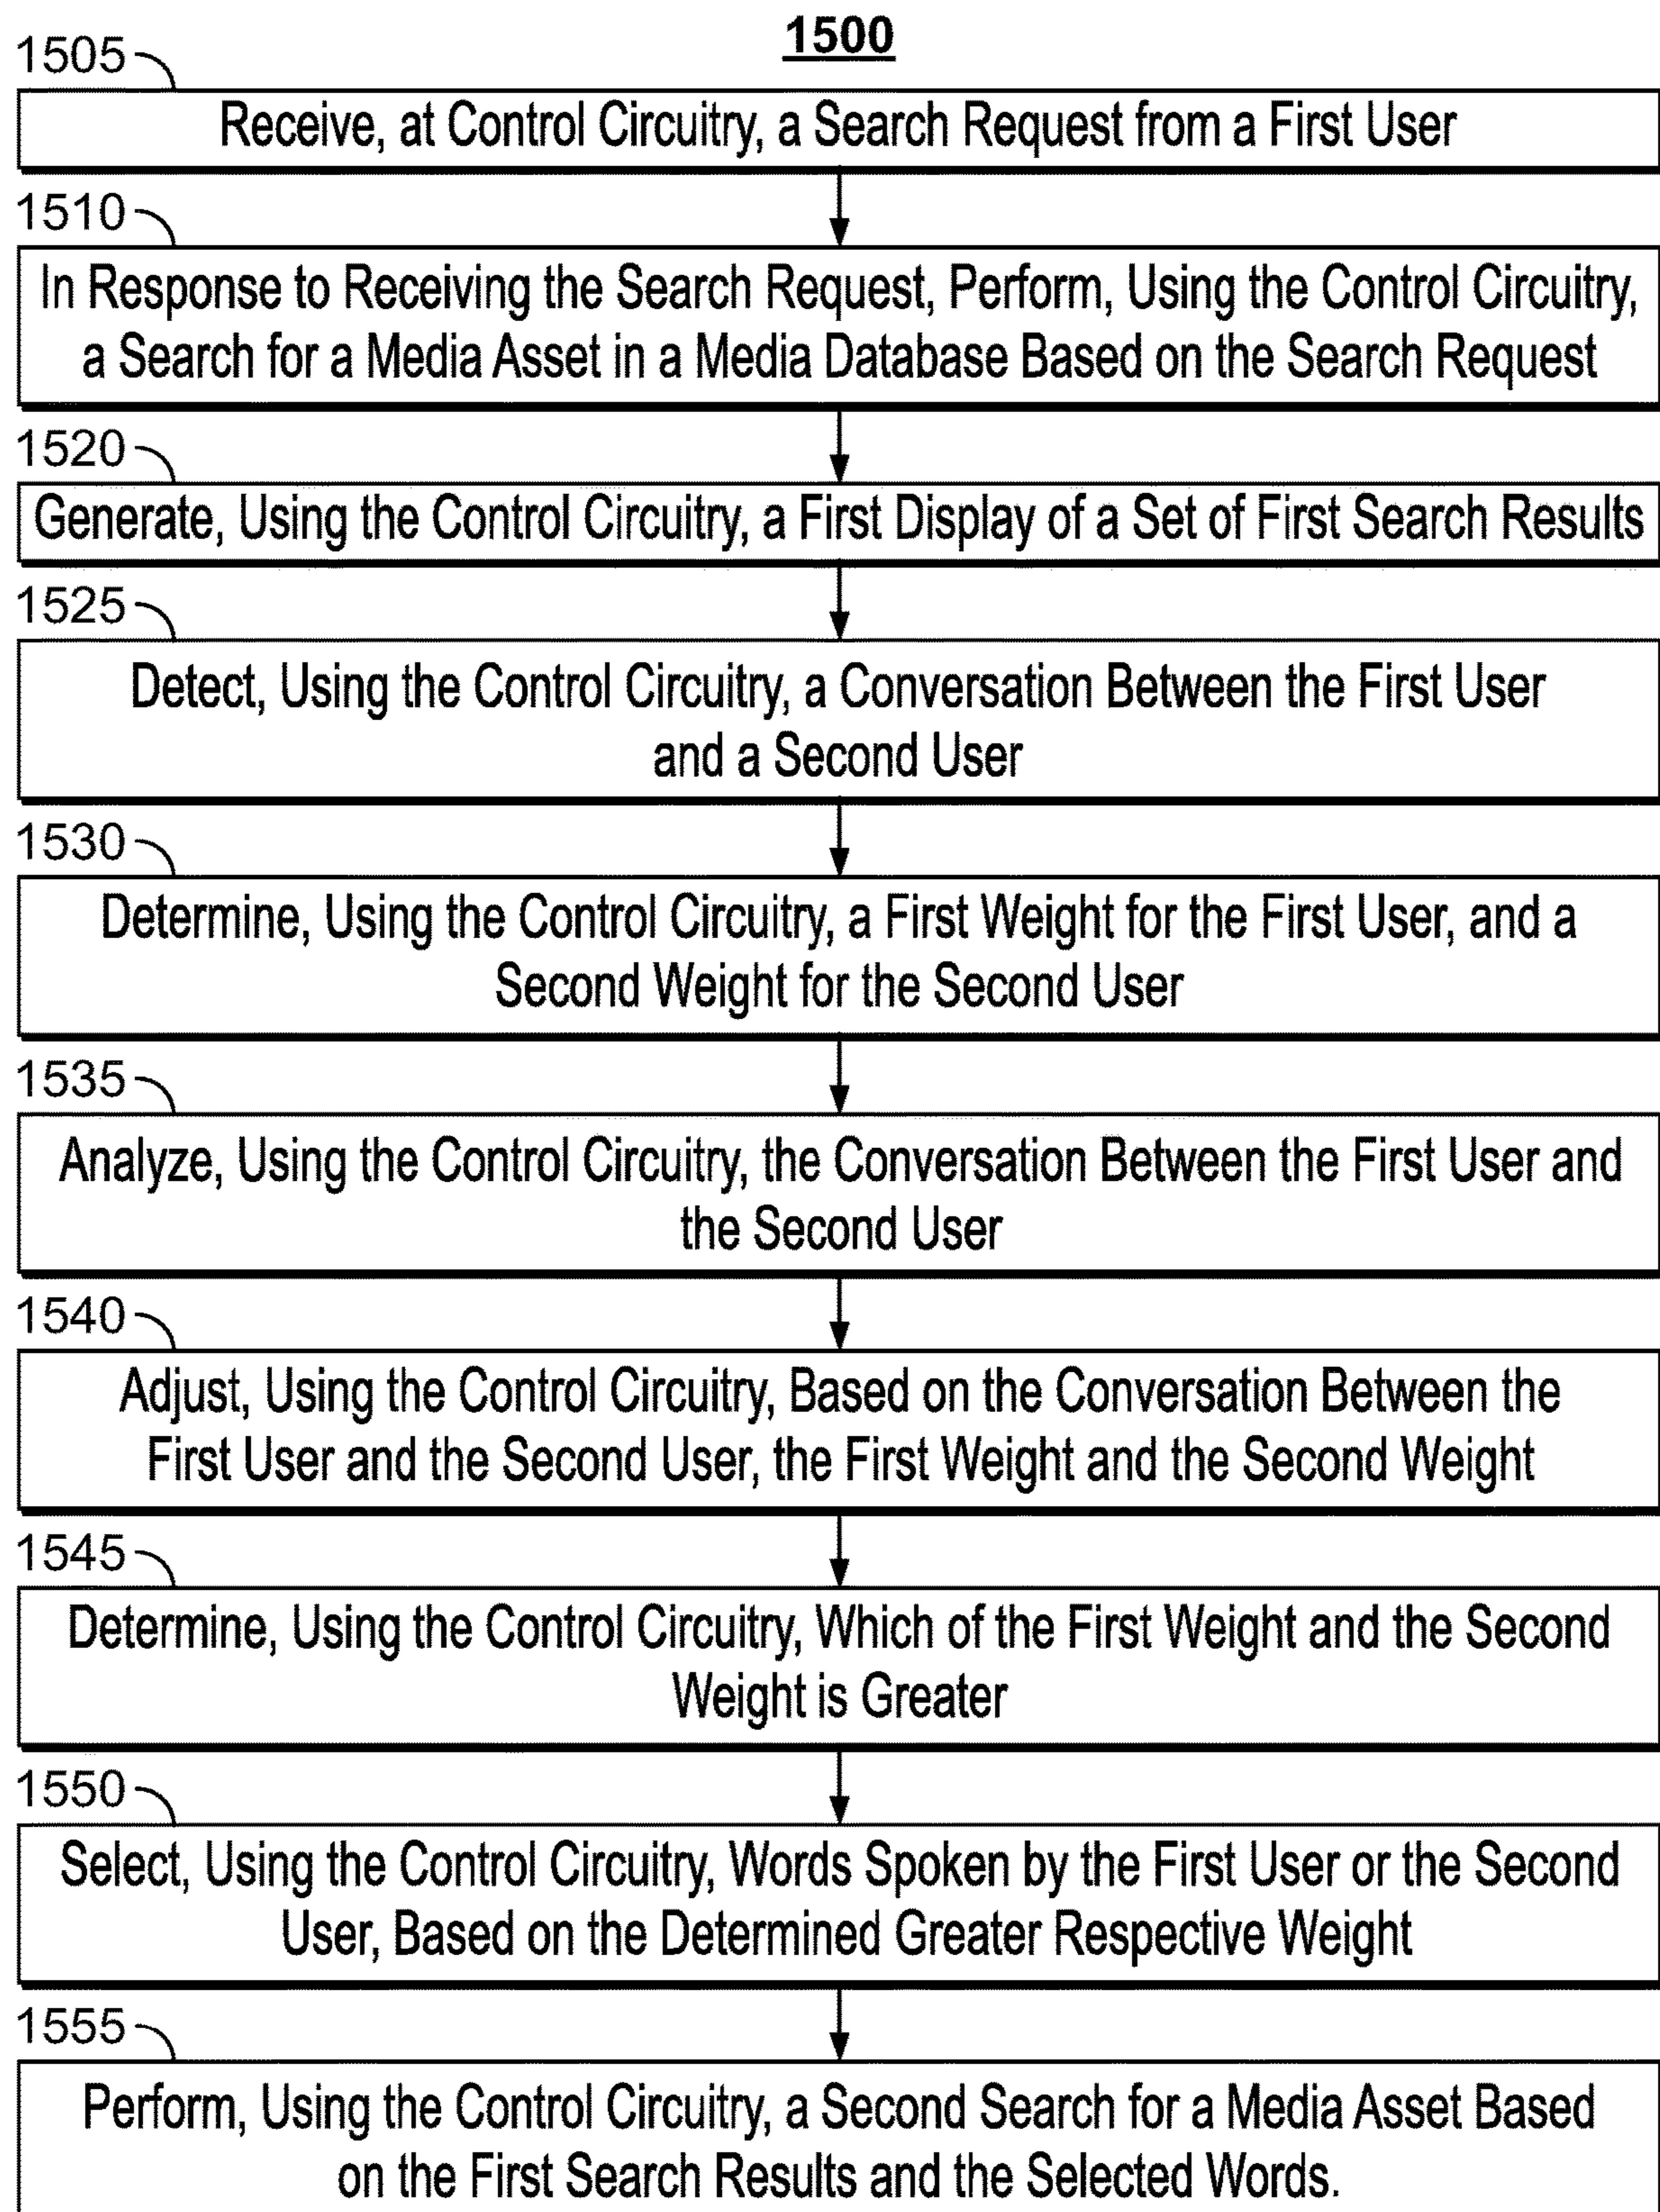 1500
1505
Receive, at Control Circuitry, a Search Request from a First User
1510
In Response to Receiving the Search Request, Perform, Using the Control Circuitry,
a Search for a Media Asset in a Media Database Based on the Search Request
1520
Generate, Using the Control Circuitry, a First Display of a Set of First Search Results
1525
Detect, Using the Control Circuitry, a Conversation Between the First User
and a Second User
1530
Determine, Using the Control Circuitry, a First Weight for the First User, and a
Second Weight for the Second User
1535
Analyze, Using the Control Circuitry, the Conversation Between the First User and
the Second User
1540
Adjust, Using the Control Circuitry, Based on the Conversation Between the
First User and the Second User, the First Weight and the Second Weight
1545
Determine, Using the Control Circuitry, Which of the First Weight and the Second
Weight is Greater
1550
Select, Using the Control Circuitry, Words Spoken by the First User or the Second
User, Based on the Determined Greater Respective Weight
1555
Perform, Using the Control Circuitry, a Second Search for a Media Asset Based
on the First Search Results and the Selected Words.